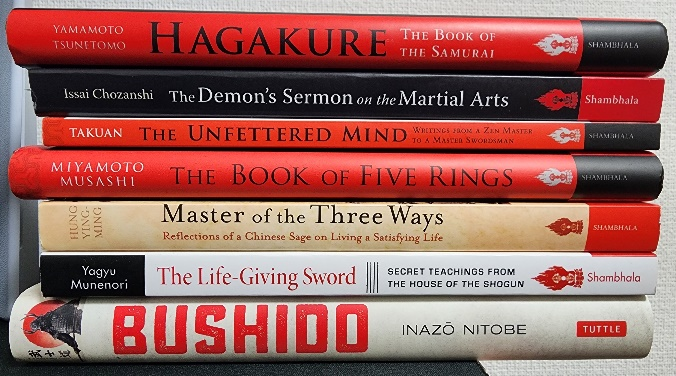 YAMAMOTO
TSUNETOMO
HAGAKURE
THE BOOK OF
THE SAMURAI
SHAMBHALA
Issai Chozanshi
The Demon's Sermon on the Martial Arts
Shambhala
TAKUAN
THE UNFETTERED MIND
WRITINGS FROM A ZEN MASTER
TO A MASTER SWORDSMAN
SHAMBHALA
MIYAMOTO
MUSASHI
THE BOOK OF FIVE RINGS
SHAMBHALA
HUNG
YING-
MING
Master of the Three Ways
Reflections of a Chinese Sage on Living a Satisfying Life
SHAMBHALA
Yagyu
Munenori
The Life-Giving Sword
SECRET TEACHINGS FROM
THE HOUSE OF THE SHOGUN
Shambhala
武士道
BUSHIDO
INAZŌ NITOBE
TUTTLE